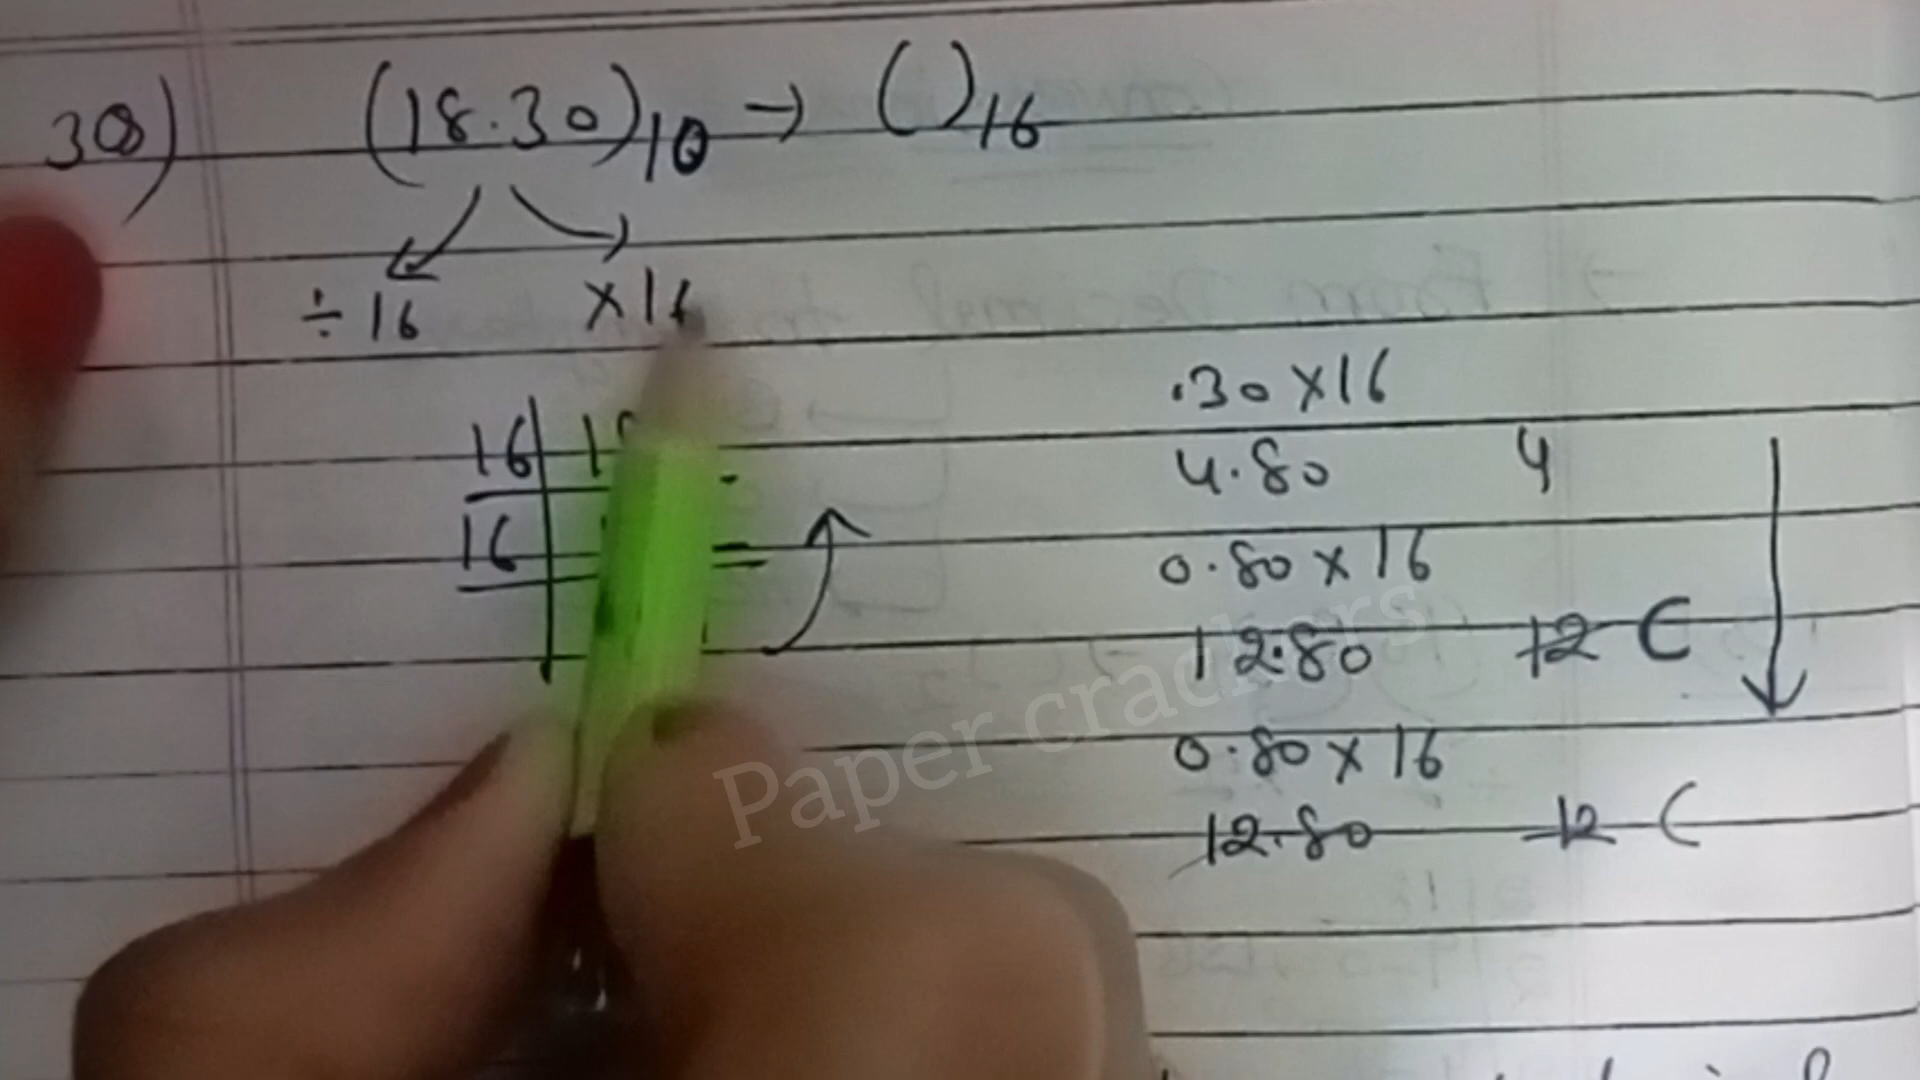 38) (18.30)10 → ( )16
÷16 ×16
16
16
.30×16
4.80 4
0.80×16
12.80 12 C
0.80×16
12.80 12 C
Paper crackers